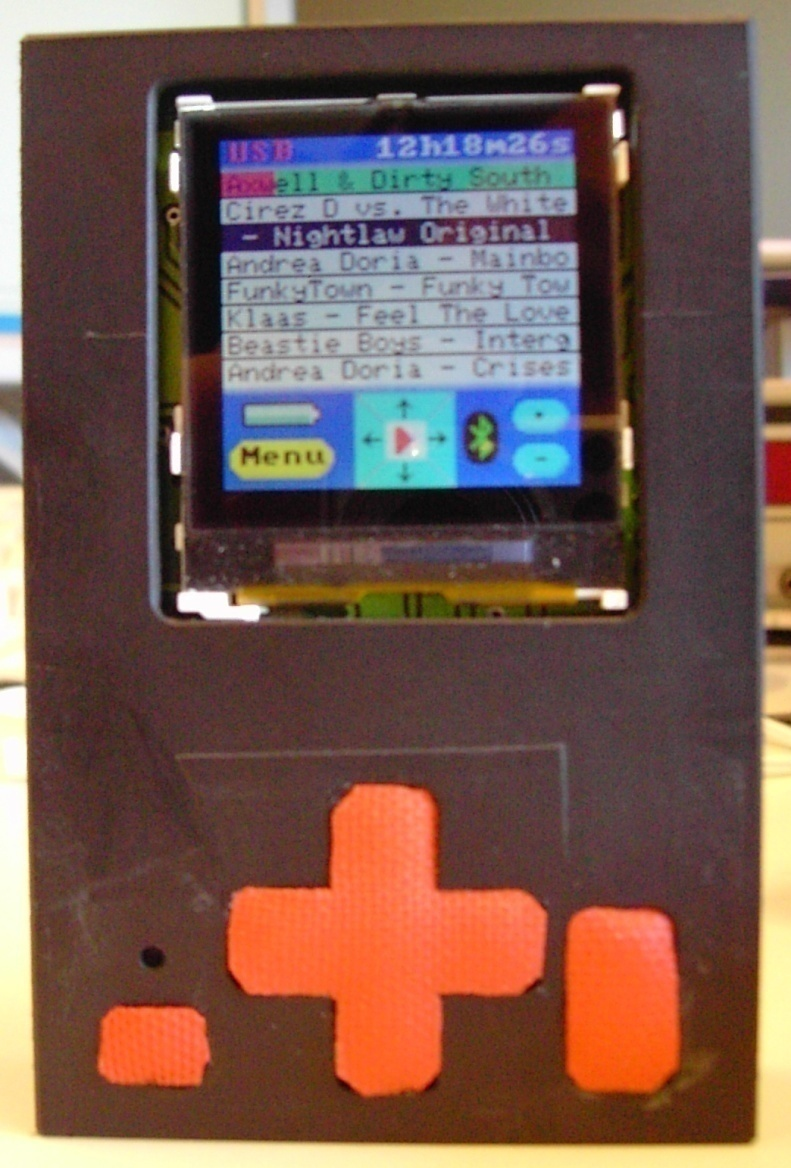 USB 12h18m26s
Axwell & Dirty South
Cirez D vs. The White
- Nightlaw Original
Andrea Doria - Mainbo
FunkyTown - Funky Tow
Klaas - Feel The Love
Beastie Boys - Interg
Andrea Doria - Crises
+
Menu
-